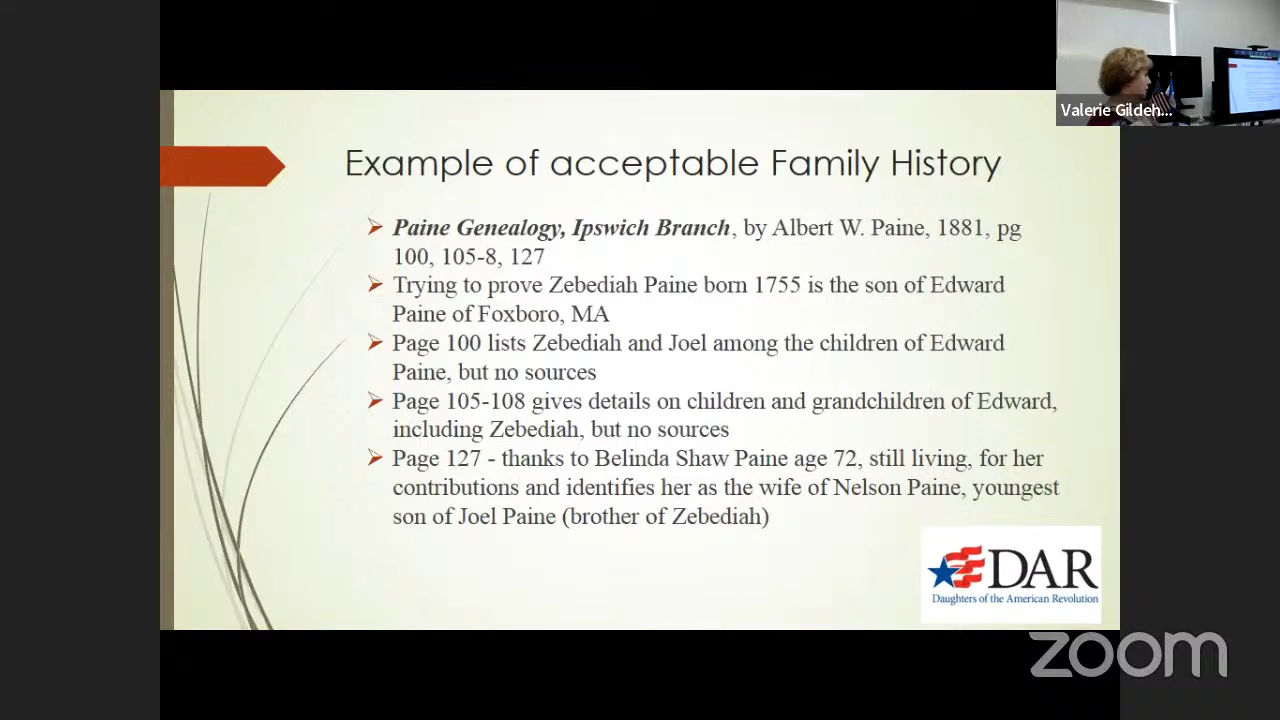 Valerie Gildeh...
Example of acceptable Family History
Paine Genealogy, Ipswich Branch, by Albert W. Paine, 1881, pg
100, 105-8, 127
Trying to prove Zebediah Paine born 1755 is the son of Edward
Paine of Foxboro, MA
Page 100 lists Zebediah and Joel among the children of Edward
Paine, but no sources
Page 105-108 gives details on children and grandchildren of Edward,
including Zebediah, but no sources
Page 127 - thanks to Belinda Shaw Paine age 72, still living, for her
contributions and identifies her as the wife of Nelson Paine, youngest
son of Joel Paine (brother of Zebediah)
DAR
Daughters of the American Revolution
zoom